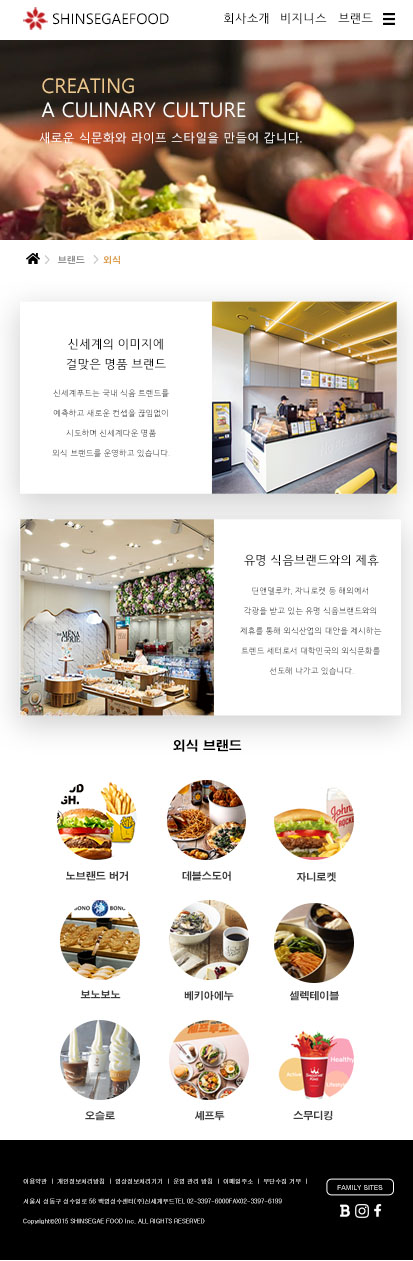 SHINSEGAEFOOD 회사소개 비지니스 브랜드
CREATING
A CULINARY CULTURE
새로운 식문화와 라이프 스타일을 만들어 갑니다.
브랜드 외식
신세계의 이미지에
걸맞은 명품 브랜드
신세계푸드는 국내 식음 트렌드를
예측하고 새로운 컨셉을 끊임없이
시도하며 신세계다운 명품
외식 브랜드를 운영하고 있습니다.
MENA
GERIE
유명 식음브랜드와의 제휴
딘앤델루카, 자니로켓 등 해외에서
각광을 받고 있는 유명 식음브랜드와의
제휴를 통해 외식산업의 대안을 제시하는
트렌드 세터로서 대학민국의 외식문화를
선도해 나가고 있습니다.
외식 브랜드
노브랜드 버거 데블스도어 자니로켓
BONO BONO
보노보노 베키아에누 셀렉테이블
오슬로 셰프투 스무디킹
이용약관 | 개인정보처리방침 | 영상정보처리기기 | 운영 관리 방침 | 이메일주소 | 무단수집 거부 |
FAMILY SITES
서울시 성동구 성수일로 56 백영성수센터(주)신세계푸드TEL 02-3397-6000FAX02-3397-6199
Copyright©2015 SHINSEGAE FOOD Inc. ALL RIGHTS RESERVED